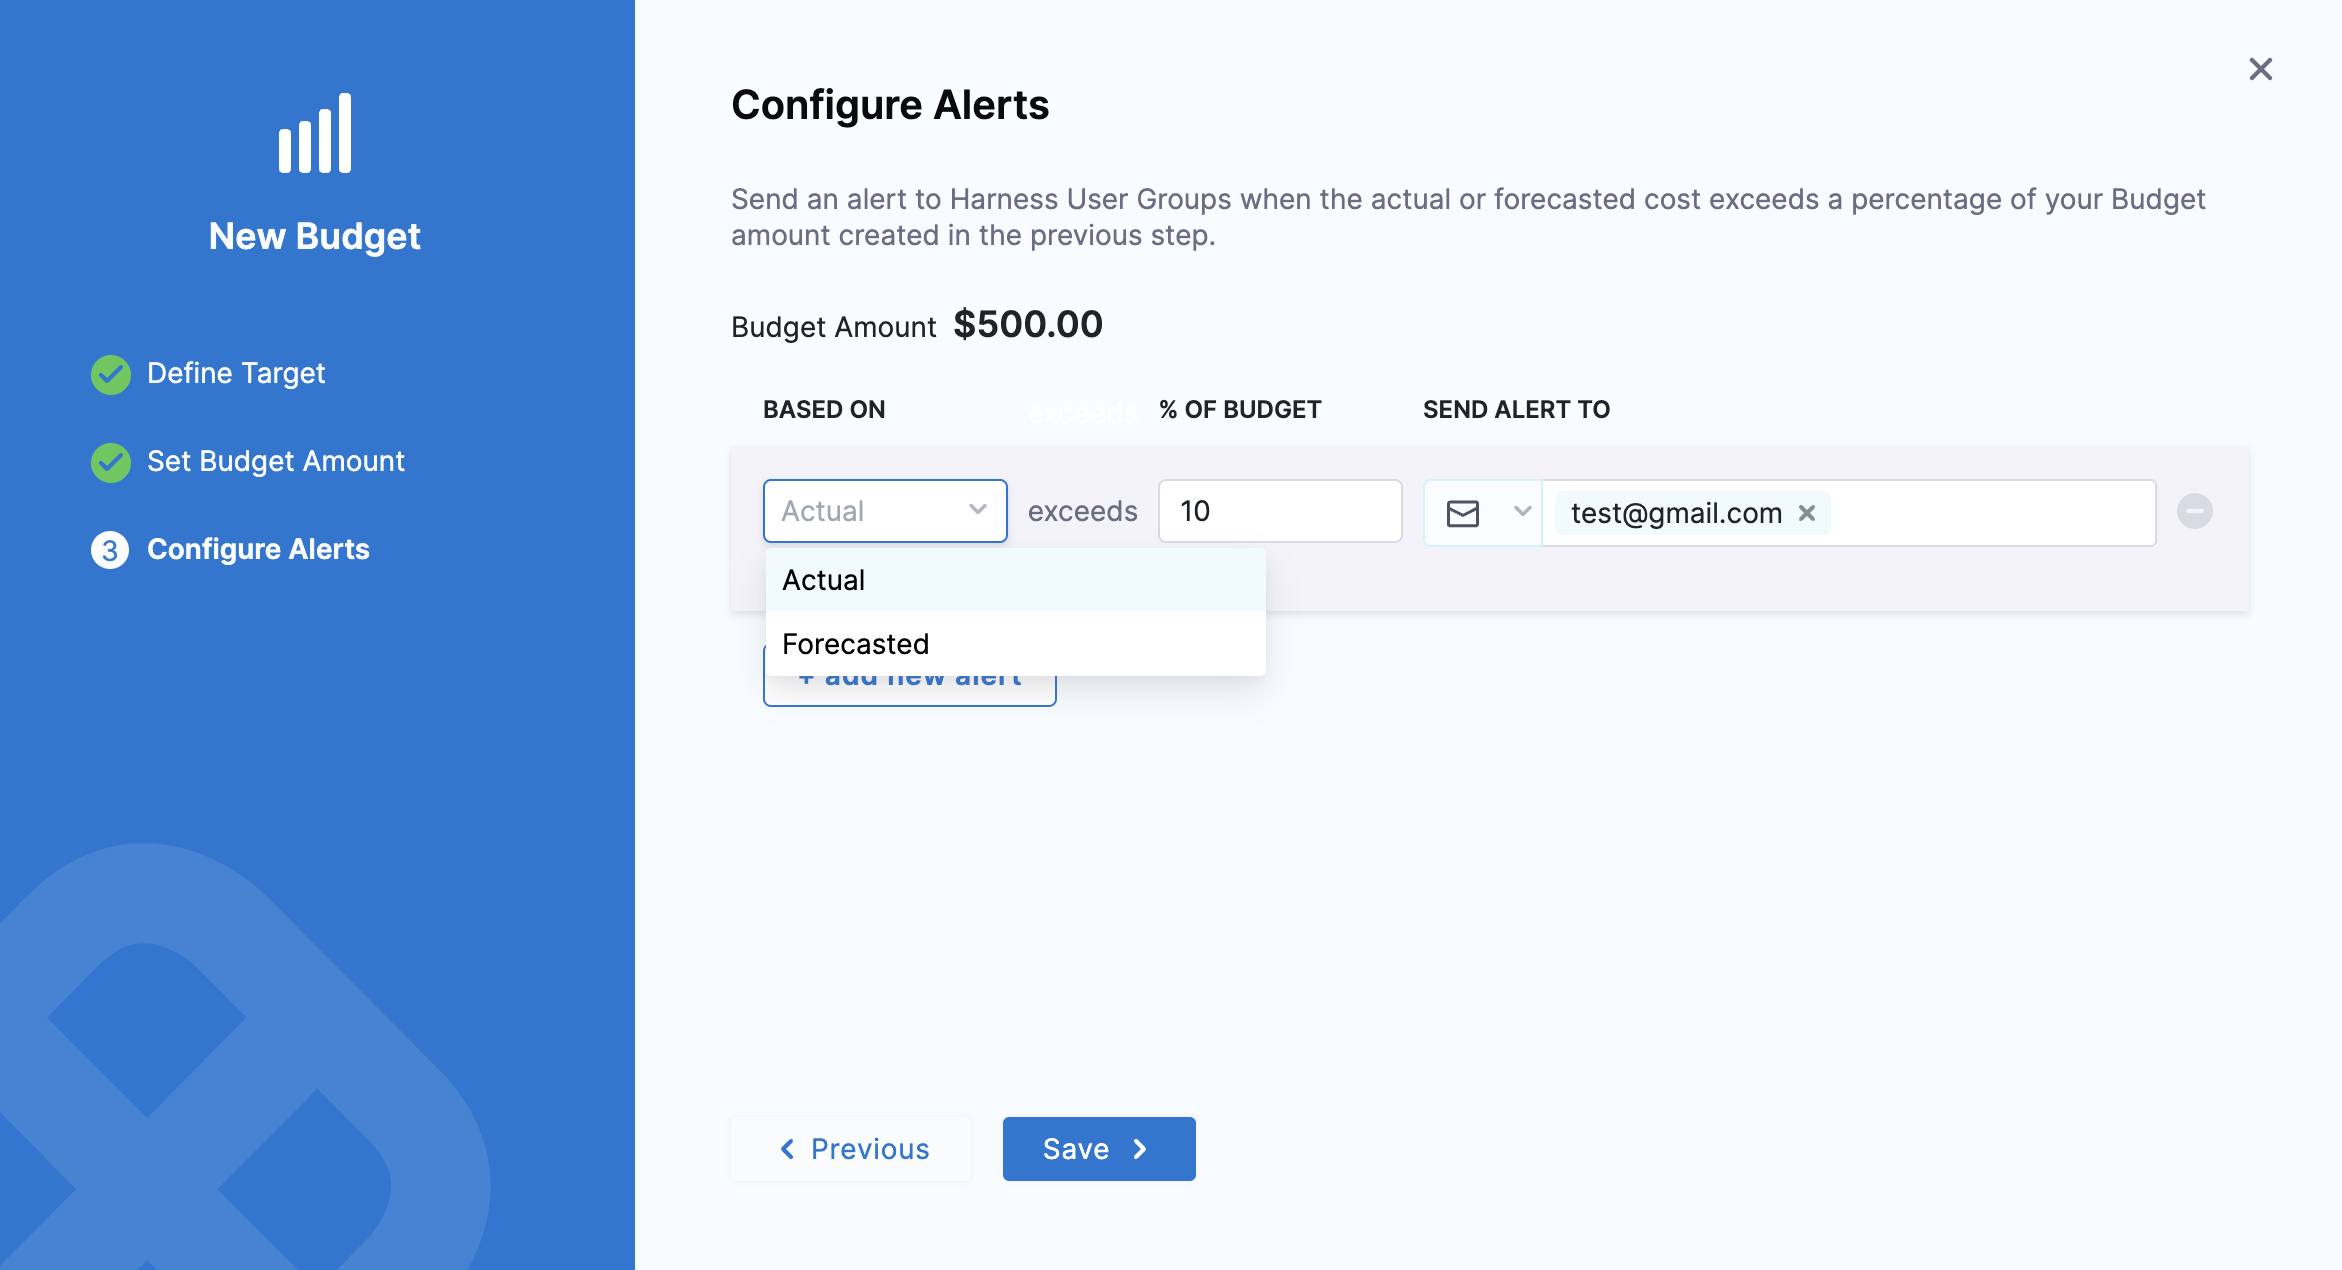 New Budget
Define Target
Set Budget Amount
3 Configure Alerts
Configure Alerts
Send an alert to Harness User Groups when the actual or forecasted cost exceeds a percentage of your Budget
amount created in the previous step.
Budget Amount $500.00
BASED ON exceeds % OF BUDGET SEND ALERT TO
Actual exceeds 10 test@gmail.com
Actual
Forecasted
+ add new alert
Previous Save